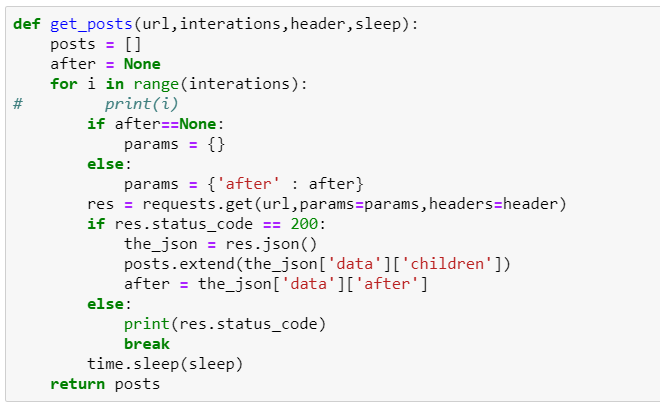 def get_posts(url,interations,header,sleep):
    posts = []
    after = None
    for i in range(interations):
#         print(i)
        if after==None:
            params = {}
        else:
            params = {'after' : after}
        res = requests.get(url,params=params,headers=header)
        if res.status_code == 200:
            the_json = res.json()
            posts.extend(the_json['data']['children'])
            after = the_json['data']['after']
        else:
            print(res.status_code)
            break
        time.sleep(sleep)
    return posts